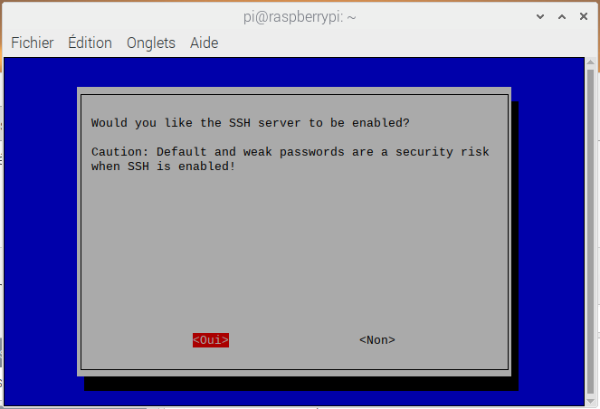 pi@raspberrypi: ~
Fichier Édition Onglets Aide
Would you like the SSH server to be enabled?
Caution: Default and weak passwords are a security risk
when SSH is enabled!
<Oui> <Non>